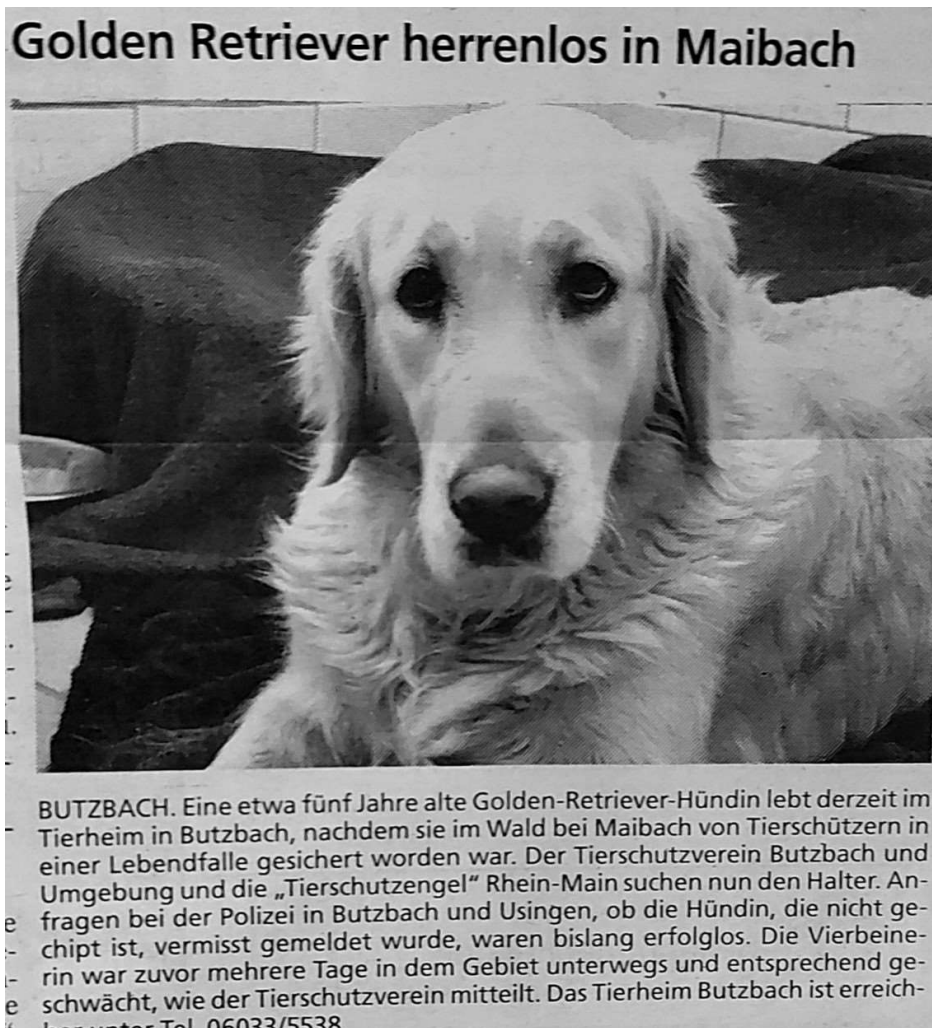 Golden Retriever herrenlos in Maibach
BUTZBACH. Eine etwa fünf Jahre alte Golden-Retriever-Hündin lebt derzeit im
Tierheim in Butzbach, nachdem sie im Wald bei Maibach von Tierschützern in
einer Lebendfalle gesichert worden war. Der Tierschutzverein Butzbach und
Umgebung und die „Tierschutzengel“ Rhein-Main suchen nun den Halter. An-
fragen bei der Polizei in Butzbach und Usingen, ob die Hündin, die nicht ge-
chipt ist, vermisst gemeldet wurde, waren bislang erfolglos. Die Vierbeine-
rin war zuvor mehrere Tage in dem Gebiet unterwegs und entsprechend ge-
schwächt, wie der Tierschutzverein mitteilt. Das Tierheim Butzbach ist erreich-
bar unter Tel. 06033/5538